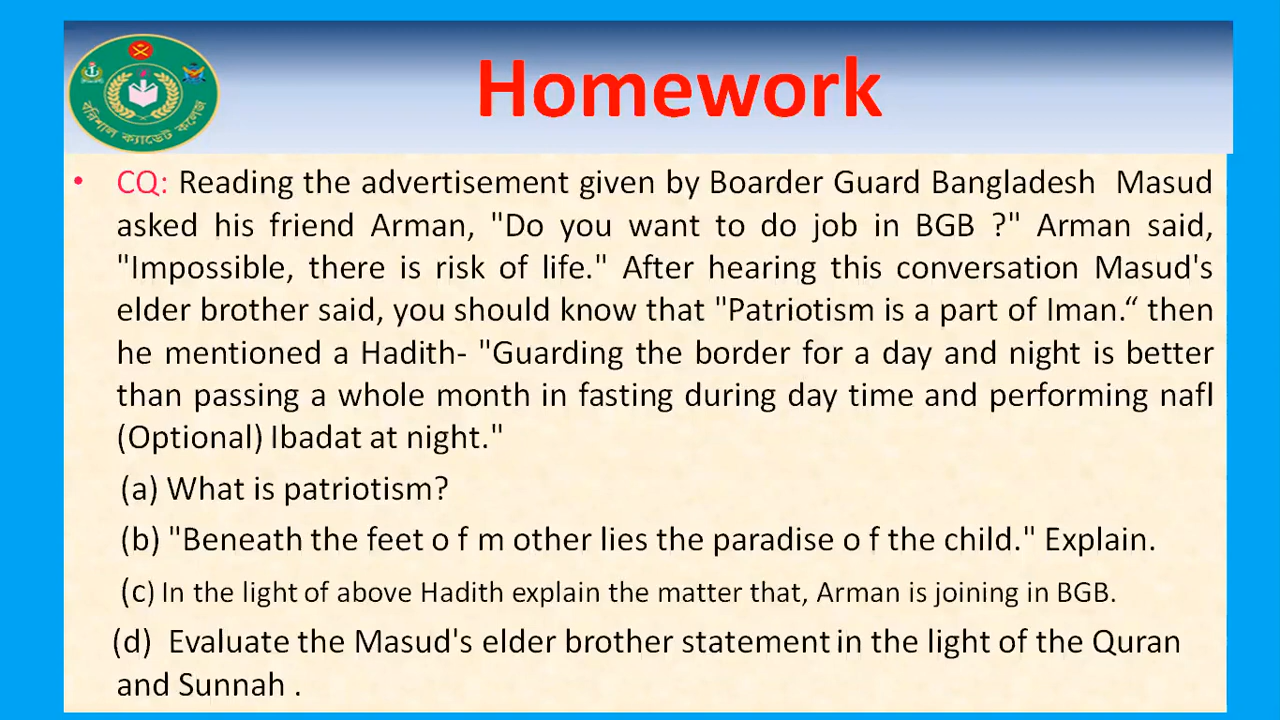 Homework
বরিশাল ক্যাডেট কলেজ
• CQ: Reading the advertisement given by Boarder Guard Bangladesh Masud
asked his friend Arman, "Do you want to do job in BGB ?" Arman said,
"Impossible, there is risk of life." After hearing this conversation Masud's
elder brother said, you should know that "Patriotism is a part of Iman.“ then
he mentioned a Hadith- "Guarding the border for a day and night is better
than passing a whole month in fasting during day time and performing nafl
(Optional) Ibadat at night."
(a) What is patriotism?
(b) "Beneath the feet o f m other lies the paradise o f the child." Explain.
(c) In the light of above Hadith explain the matter that, Arman is joining in BGB.
(d) Evaluate the Masud's elder brother statement in the light of the Quran
and Sunnah .